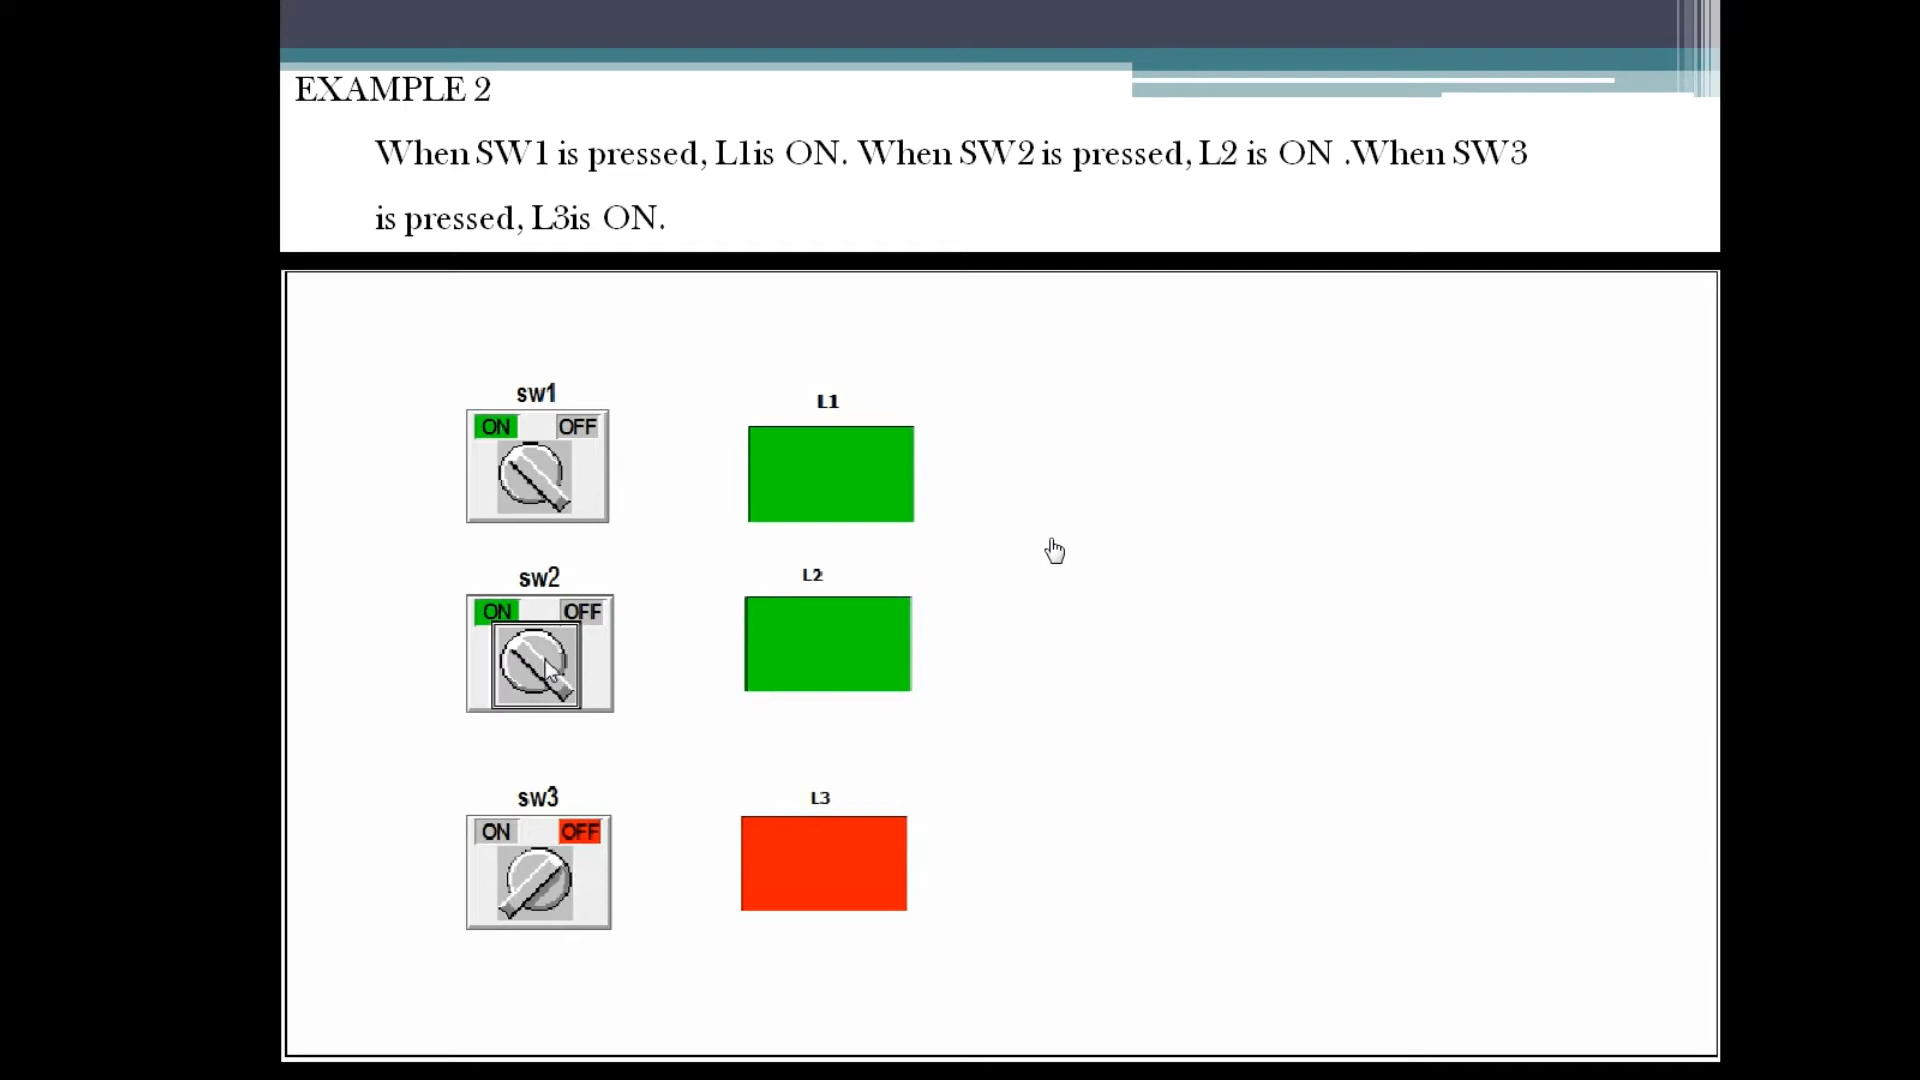 EXAMPLE 2
When SW1 is pressed, L1is ON. When SW2 is pressed, L2 is ON .When SW3
is pressed, L3is ON.
sw1
L1
ON OFF
sw2
L2
ON OFF
sw3
L3
ON OFF